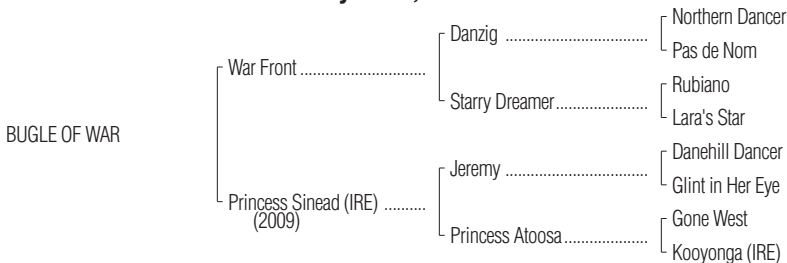 Northern Dancer
Danzig ......................................
Pas de Nom
War Front .................................
Rubiano
Starry Dreamer........................
Lara's Star
BUGLE OF WAR
Danehill Dancer
Jeremy ......................................
Glint in Her Eye
Princess Sinead (IRE) ..........
(2009)
Gone West
Princess Atoosa......................
Kooyonga (IRE)